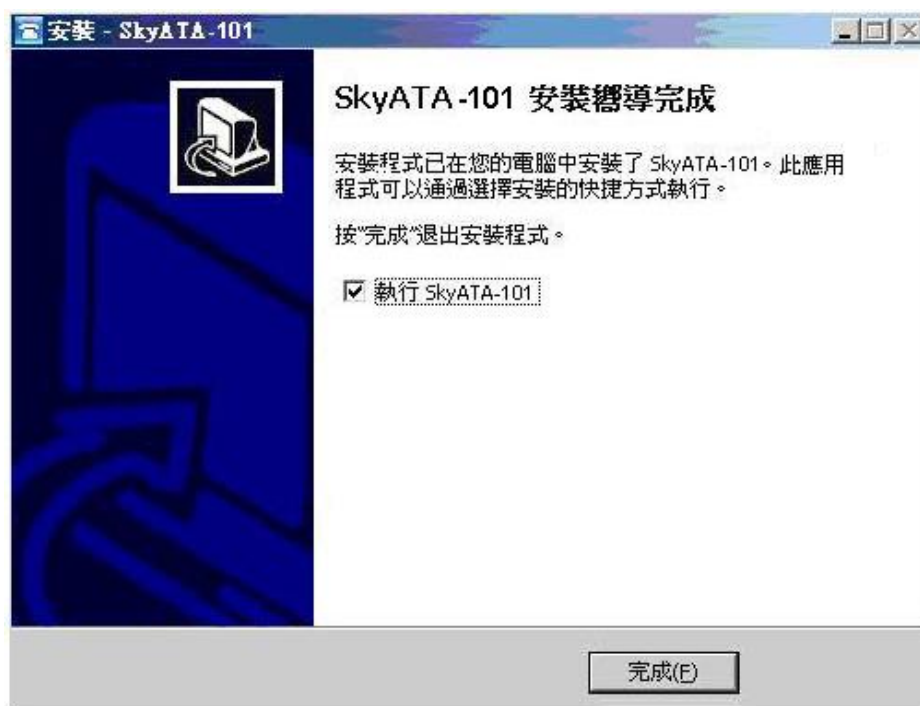 安裝 - SkyATA-101
SkyATA-101 安裝嚮導完成
安裝程式已在您的電腦中安裝了 SkyATA-101。此應用
程式可以通過選擇安裝的快捷方式執行。
按"完成"退出安裝程式。
執行 SkyATA-101
完成(F)